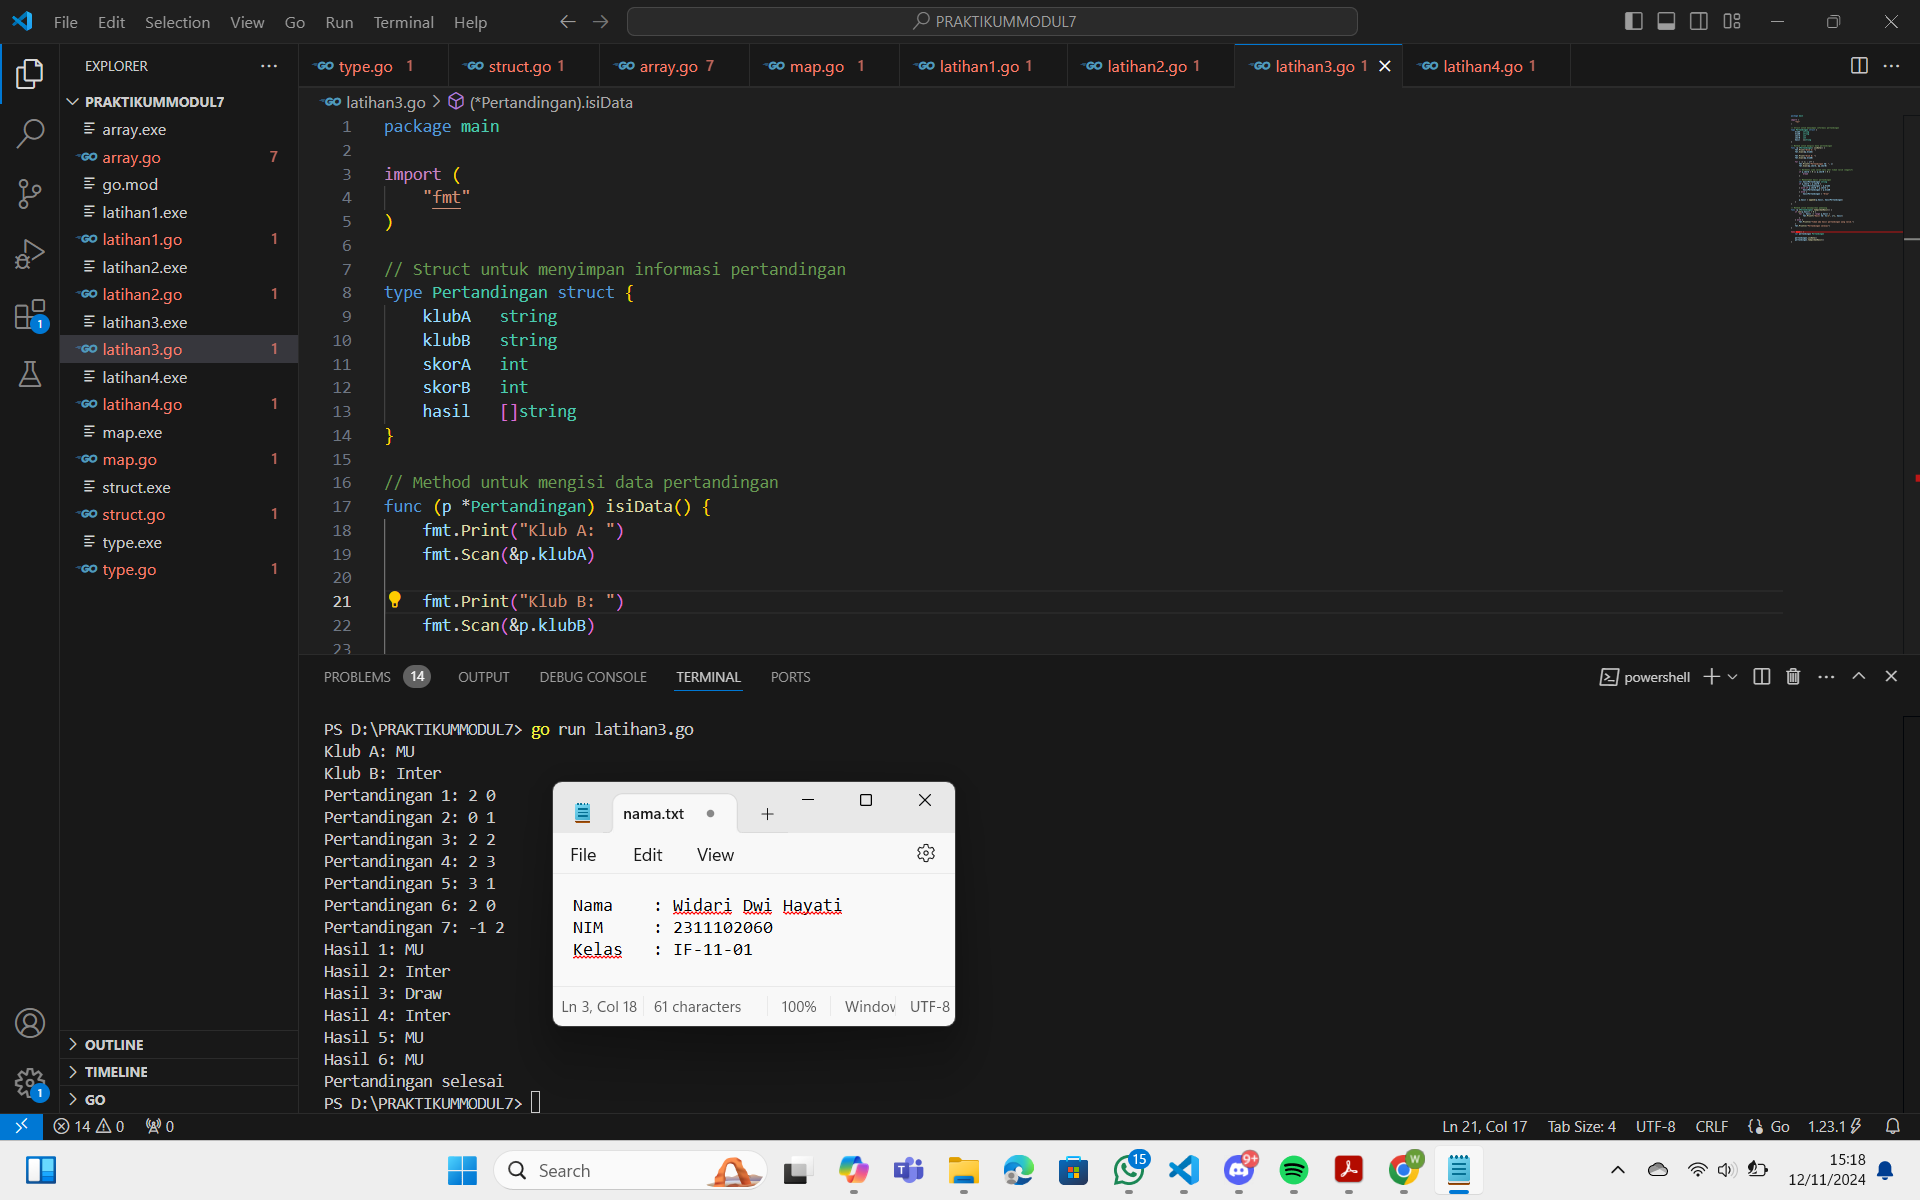 File Edit Selection View Go Run Terminal Help
PRAKTIKUMMODUL7
EXPLORER
PRAKTIKUMMODUL7
array.exe
array.go 7
go.mod
latihan1.exe
latihan1.go 1
latihan2.exe
latihan2.go 1
latihan3.exe
latihan3.go 1
latihan4.exe
latihan4.go 1
map.exe
map.go 1
struct.exe
struct.go 1
type.exe
type.go 1
OUTLINE
TIMELINE
GO
type.go 1 struct.go 1 array.go 7 map.go 1 latihan1.go 1 latihan2.go 1 latihan3.go 1 latihan4.go 1
latihan3.go > (*Pertandingan).isiData
1 package main
2
3 import (
4 "fmt"
5 )
6
7 // Struct untuk menyimpan informasi pertandingan
8 type Pertandingan struct {
9 klubA string
10 klubB string
11 skorA int
12 skorB int
13 hasil []string
14 }
15
16 // Method untuk mengisi data pertandingan
17 func (p *Pertandingan) isiData() {
18 fmt.Print("Klub A: ")
19 fmt.Scan(&p.klubA)
20
21 fmt.Print("Klub B: ")
22 fmt.Scan(&p.klubB)
23
PROBLEMS 14 OUTPUT DEBUG CONSOLE TERMINAL PORTS
powershell
PS D:\PRAKTIKUMMODUL7> go run latihan3.go
Klub A: MU
Klub B: Inter
Pertandingan 1: 2 0
Pertandingan 2: 0 1
Pertandingan 3: 2 2
Pertandingan 4: 2 3
Pertandingan 5: 3 1
Pertandingan 6: 2 0
Pertandingan 7: -1 2
Hasil 1: MU
Hasil 2: Inter
Hasil 3: Draw
Hasil 4: Inter
Hasil 5: MU
Hasil 6: MU
Pertandingan selesai
PS D:\PRAKTIKUMMODUL7>
nama.txt
File Edit View
Nama : Widari Dwi Hayati
NIM : 2311102060
Kelas : IF-11-01
Ln 3, Col 18 61 characters 100% Window UTF-8
14 0 0
Ln 21, Col 17 Tab Size: 4 UTF-8 CRLF Go 1.23.1
Search
15
9+
W
15:18
12/11/2024